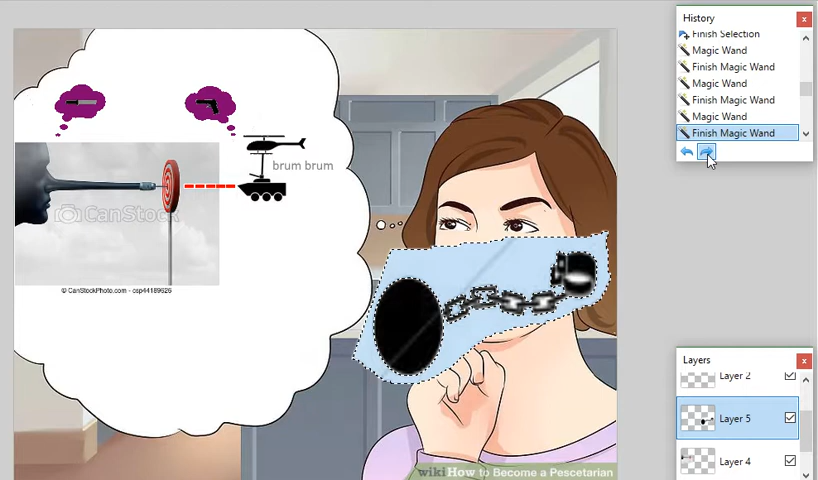 History
Finish Selection
Magic Wand
Finish Magic Wand
Magic Wand
Finish Magic Wand
Magic Wand
Finish Magic Wand
brum brum
CanStock
© CanStockPhoto.com - csp44189626
Layers
Layer 2
Layer 5
Layer 4
wikiHow to Become a Pescetarian